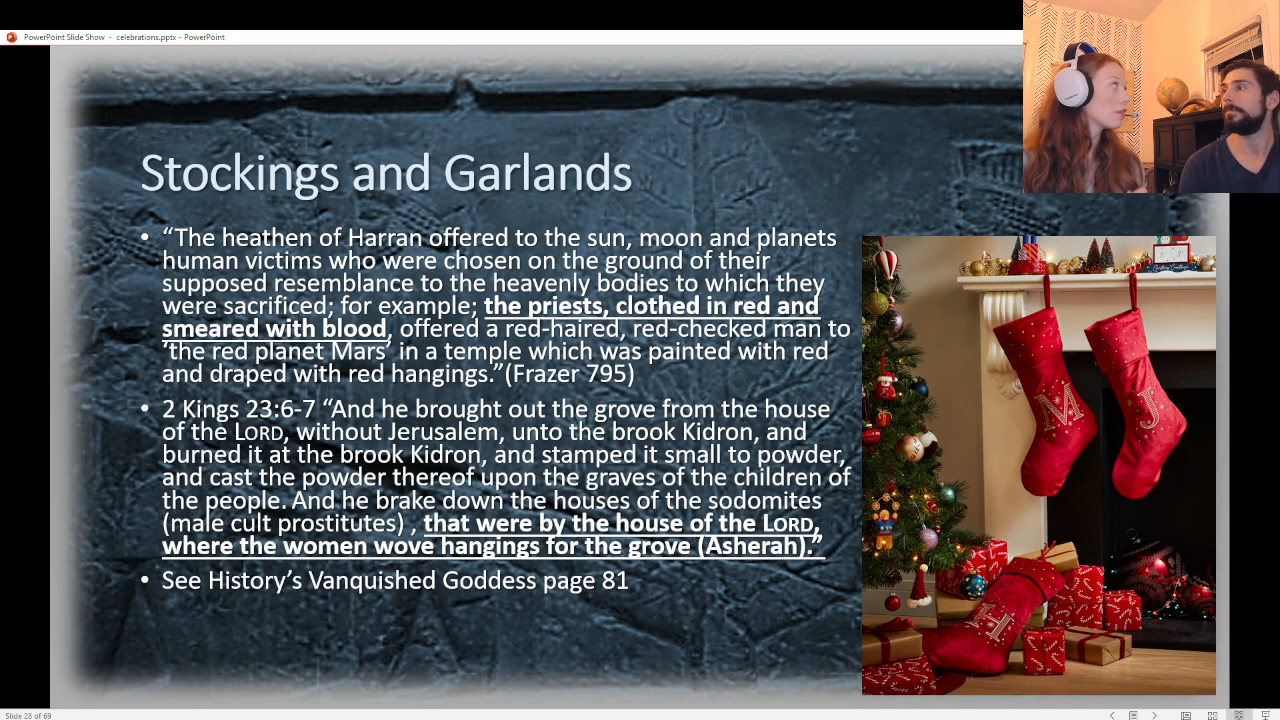 PowerPoint Slide Show - celebrations.pptx - PowerPoint
Stockings and Garlands
• “The heathen of Harran offered to the sun, moon and planets
human victims who were chosen on the ground of their
supposed resemblance to the heavenly bodies to which they
were sacrificed; for example; the priests, clothed in red and
smeared with blood, offered a red-haired, red-checked man to
‘the red planet Mars’ in a temple which was painted with red
and draped with red hangings.”(Frazer 795)
• 2 Kings 23:6-7 “And he brought out the grove from the house
of the LORD, without Jerusalem, unto the brook Kidron, and
burned it at the brook Kidron, and stamped it small to powder,
and cast the powder thereof upon the graves of the children of
the people. And he brake down the houses of the sodomites
(male cult prostitutes) , that were by the house of the LORD,
where the women wove hangings for the grove (Asherah).”
• See History’s Vanquished Goddess page 81
M
J
H
Slide 28 of 69